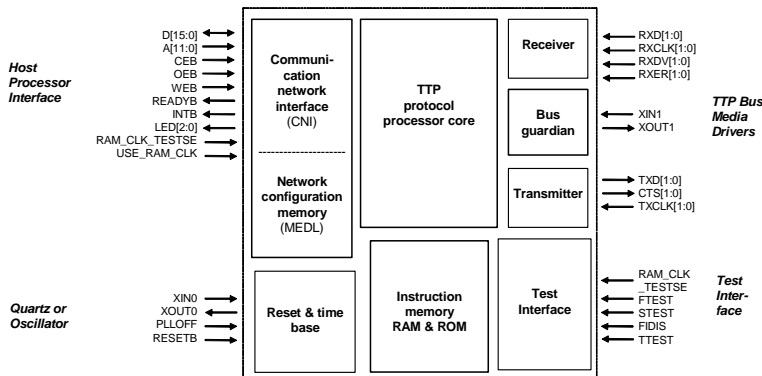 Host
Processor
Interface
D[15:0]
A[11:0]
CEB
OEB
WEB
READYB
INTB
LED[2:0]
RAM_CLK_TESTSE
USE_RAM_CLK
Quartz or
Oscillator
XIN0
XOUT0
PLLOFF
RESETB
Communi-
cation
network
interface
(CNI)
Network
configuration
memory
(MEDL)
TTP
protocol
processor core
Receiver
Bus
guardian
Transmitter
Reset & time
base
Instruction
memory
RAM & ROM
Test
Interface
RXD[1:0]
RXCLK[1:0]
RXDV[1:0]
RXER[1:0]
XIN1
XOUT1
TXD[1:0]
CTS[1:0]
TXCLK[1:0]
TTP Bus
Media
Drivers
RAM_CLK
_TESTSE
FTEST
STEST
FIDIS
TTEST
Test
Inter-
face